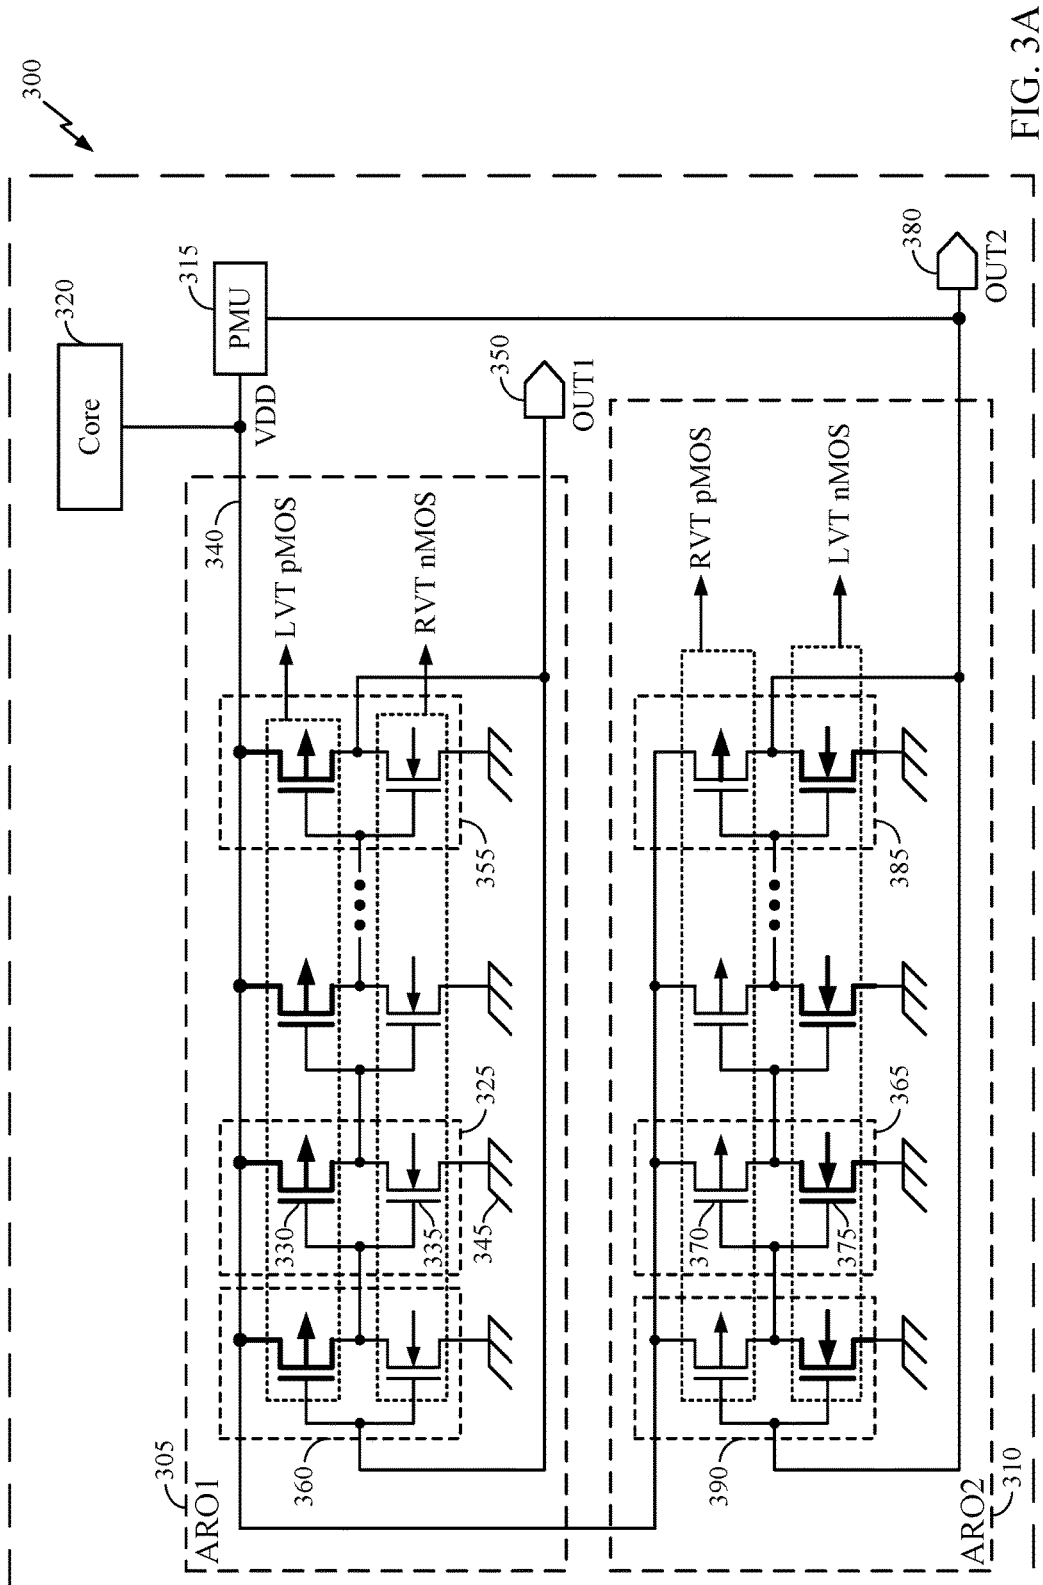 FIG. 3A
300
320
Core
315
PMU
VDD
340
LVT pMOS
RVT nMOS
350
OUT1
355
325
330
335
345
360
305
ARO1
380
OUT2
RVT pMOS
LVT nMOS
385
365
370
375
390
310
ARO2